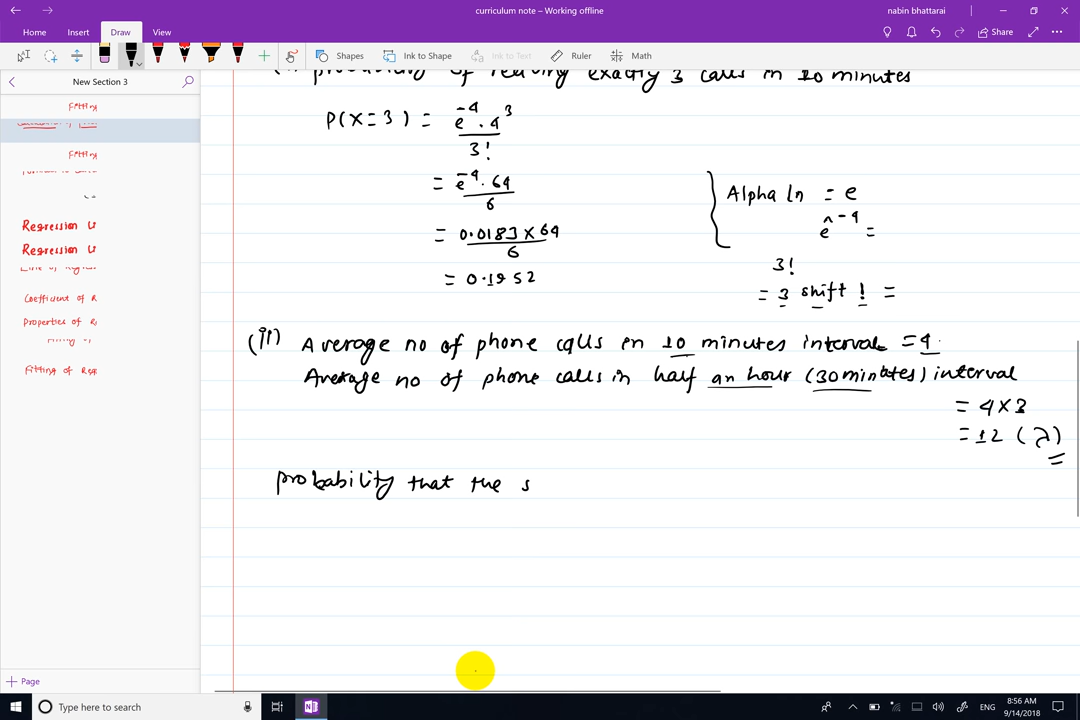 curriculum note – Working offline
nabin bhattarai
Home Insert Draw View
Share
Shapes Ink to Shape Ink to Text Ruler Math
New Section 3
Fitting
Fitting
Regression Li
Regression Li
Coefficient of R
Properties of R
Fitting of Reg
+ Page
probability of exactly 3 calls in 10 minutes
P(X=3) = e^-4 . 4^3
3!
= e^-4 . 64
6
= 0.0183 x 64
6
= 0.1952
Alpha ln = e
e^-4 =
3!
= 3 shift ! =
(ii) Average no of phone calls in 10 minutes interval = 4.
Average no of phone calls in half an hour (30 minutes) interval
= 4 x 3
= 12 (λ)
probability that the s
Type here to search
ENG
8:56 AM
9/14/2018